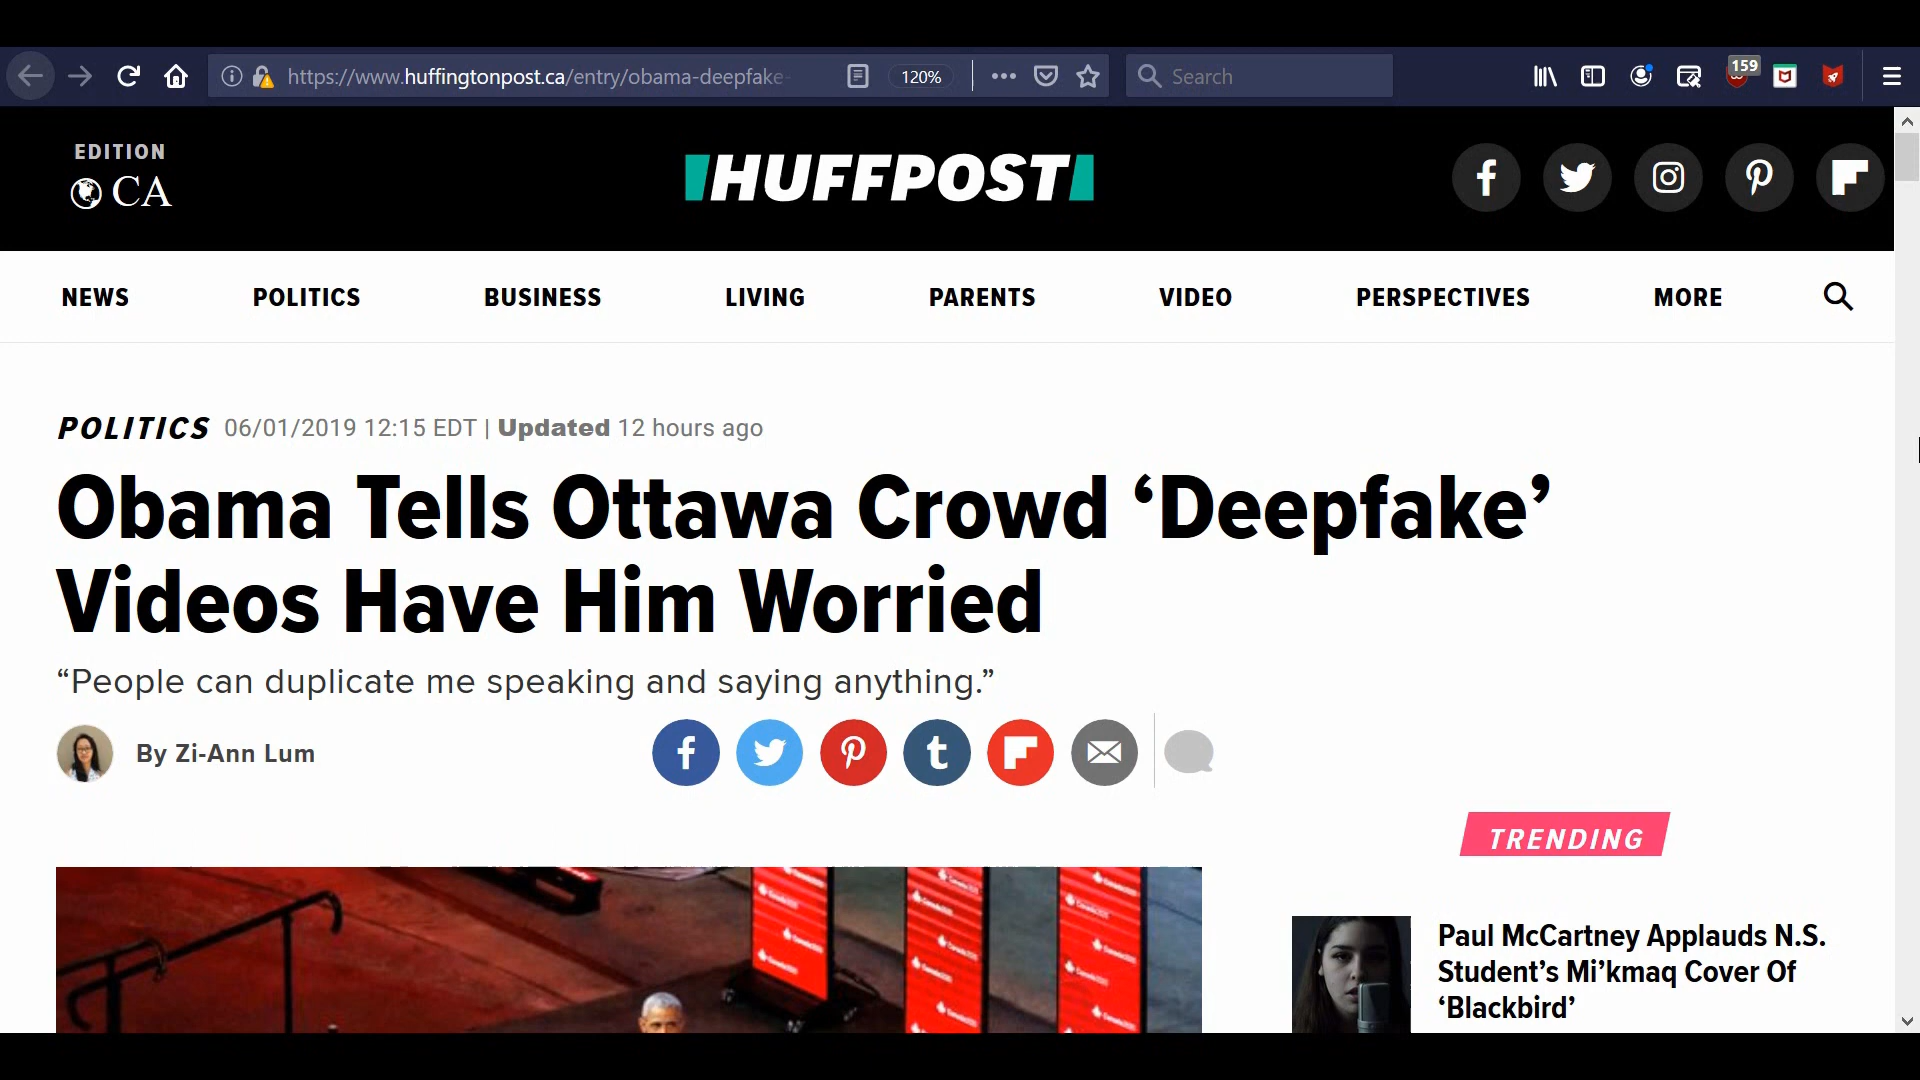 https://www.huffingtonpost.ca/entry/obama-deepfake-
120%
Search
159
EDITION
CA
HUFFPOST
NEWS POLITICS BUSINESS LIVING PARENTS VIDEO PERSPECTIVES MORE
POLITICS 06/01/2019 12:15 EDT | Updated 12 hours ago
Obama Tells Ottawa Crowd ‘Deepfake’
Videos Have Him Worried
“People can duplicate me speaking and saying anything.”
By Zi-Ann Lum
TRENDING
Paul McCartney Applauds N.S.
Student’s Mi’kmaq Cover Of
‘Blackbird’